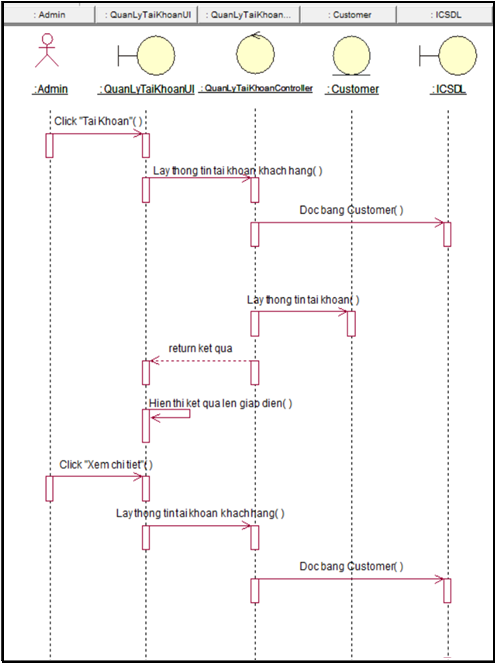 : Admin
: QuanLyTaiKhoanUI
: QuanLyTaiKhoan...
: Customer
: ICSDL
:Admin
:QuanLyTaiKhoanUI
:QuanLyTaiKhoanController
:Customer
:ICSDL
Click "Tai Khoan"( )
Lay thong tin tai khoan khach hang( )
Doc bang Customer( )
Lay thong tin tai khoan( )
return ket qua
Hien thi ket qua len giao dien( )
Click "Xem chi tiet"( )
Lay thong tin tai khoan khach hang( )
Doc bang Customer( )